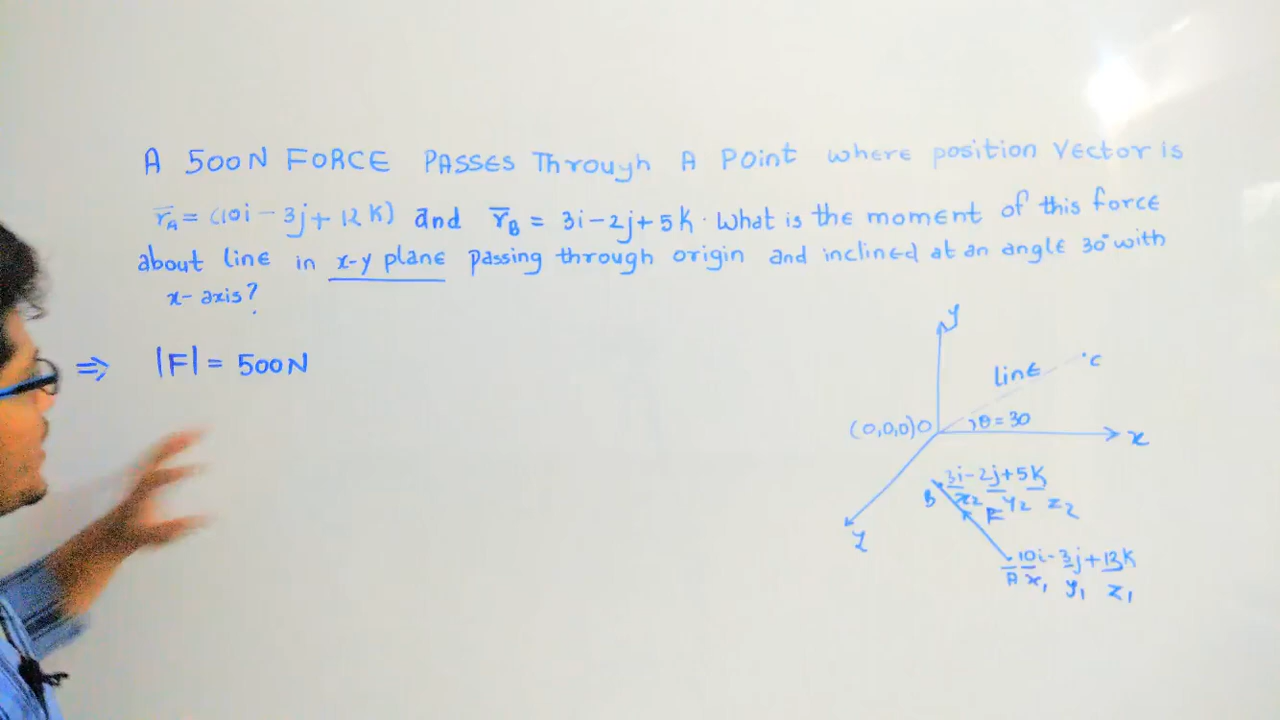 A 500N FORCE PASSES Through A Point where position Vector is
r̅A = (10i - 3j + 12k) and r̅B = 3i - 2j + 5k. What is the moment of this force
about line in x-y plane passing through origin and inclined at an angle 30° with
x-axis?
⇒ |F| = 500N
y
line
c
(0,0,0)O
θ = 30
x
3i-2j+5k
B
x2 y2 z2
F
z
10i-3j+12k
A x1 y1 z1